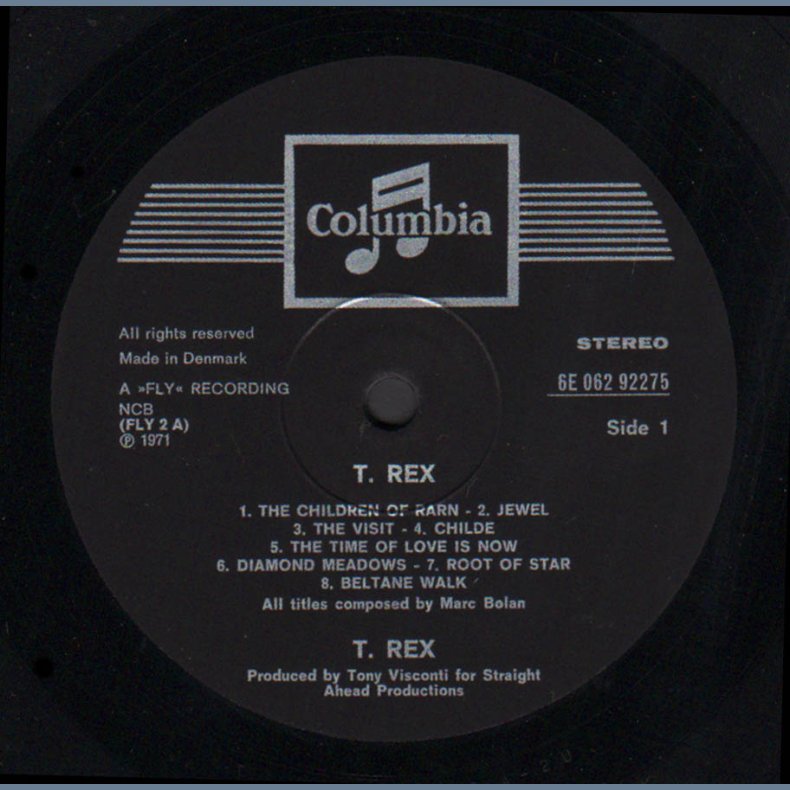 Columbia
All rights reserved
Made in Denmark
A »FLY« RECORDING
NCB
(FLY 2 A)
℗ 1971
STEREO
6E 062 92275
Side 1
T. REX
1. THE CHILDREN OF RARN - 2. JEWEL
3. THE VISIT - 4. CHILDE
5. THE TIME OF LOVE IS NOW
6. DIAMOND MEADOWS - 7. ROOT OF STAR
8. BELTANE WALK
All titles composed by Marc Bolan
T. REX
Produced by Tony Visconti for Straight
Ahead Productions